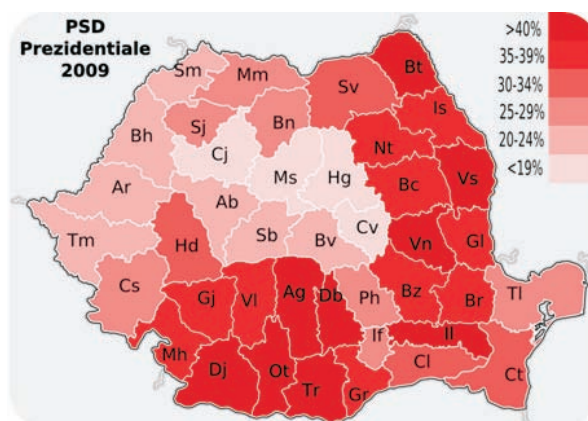 PSD
Prezidentiale
2009
>40%
35-39%
30-34%
25-29%
20-24%
<19%
Sm
Mm
Sv
Bt
Bh
Sj
Bn
Is
Cj
Nt
Ms
Hg
Bc
Vs
Ar
Ab
Tm
Hd
Sb
Bv
Cv
Vn
Gl
Cs
Gj
Vl
Ag
Db
Ph
Bz
Br
Tl
Mh
Dj
Ot
Tr
If
Il
Gr
Cl
Ct